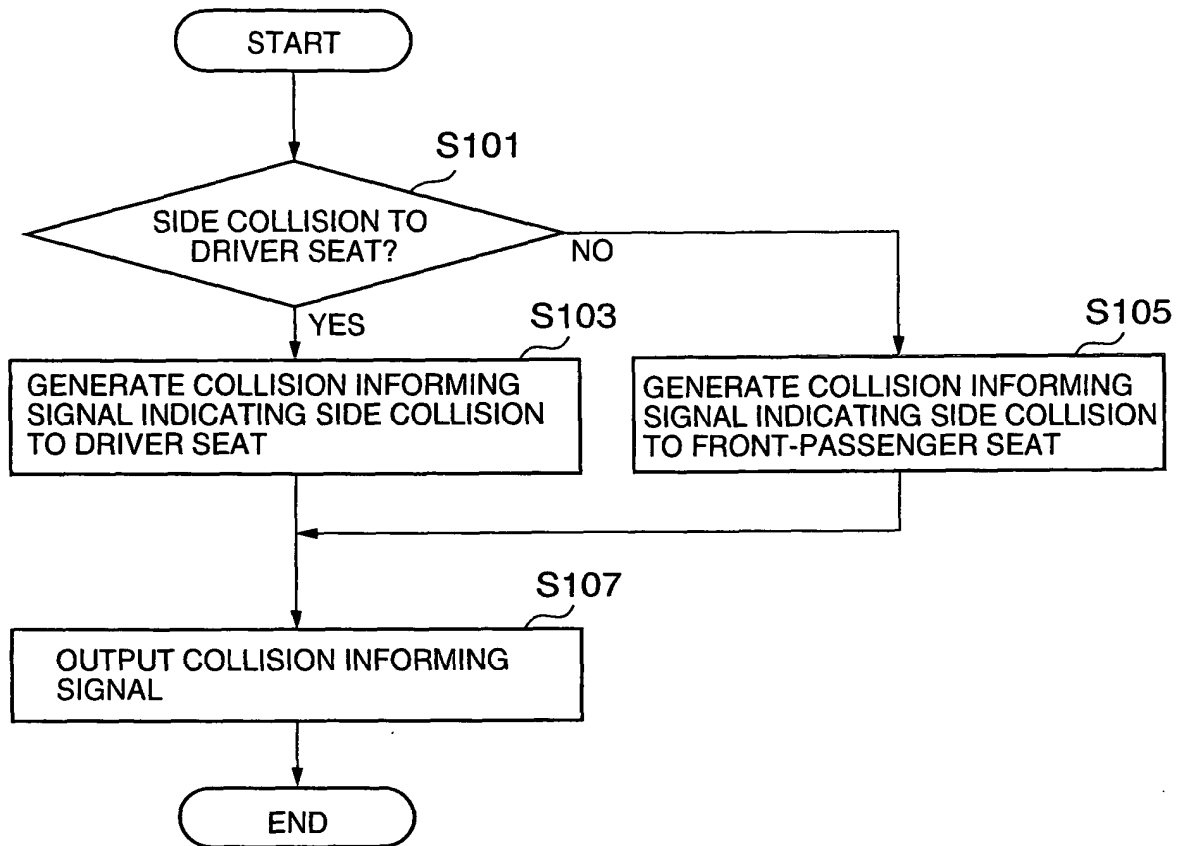 START
S101
SIDE COLLISION TO
DRIVER SEAT?
NO
YES
S103
GENERATE COLLISION INFORMING
SIGNAL INDICATING SIDE COLLISION
TO DRIVER SEAT
S105
GENERATE COLLISION INFORMING
SIGNAL INDICATING SIDE COLLISION
TO FRONT-PASSENGER SEAT
S107
OUTPUT COLLISION INFORMING
SIGNAL
END